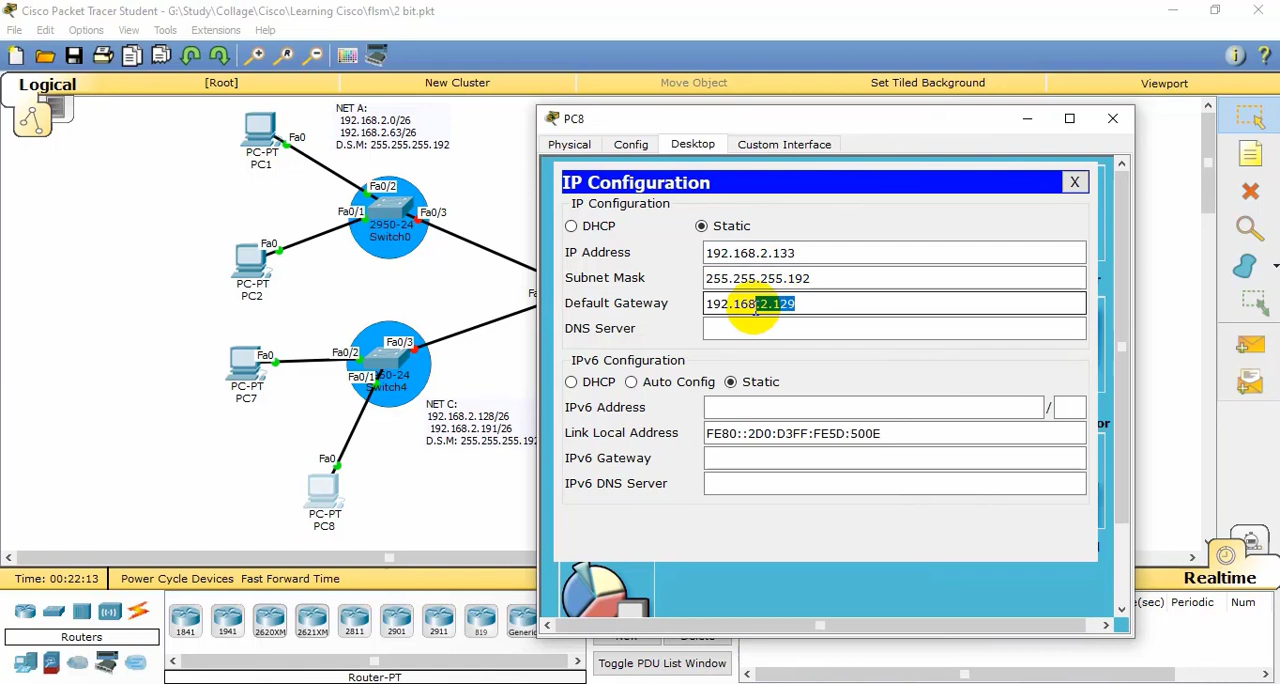 Cisco Packet Tracer Student - G:\Study\Collage\Cisco\Learning Cisco\flsm\2 bit.pkt
File Edit Options View Tools Extensions Help
Logical [Root] New Cluster Move Object Set Tiled Background Viewport
NET A:
192.168.2.0/26
192.168.2.63/26
D.S.M: 255.255.255.192
Fa0
PC-PT
PC1
Fa0/2
Fa0/1
Fa0/3
2950-24
Switch0
Fa0
PC-PT
PC2
Fa0/3
Fa0
Fa0/2
Fa0/1
50-24
Switch4
PC-PT
PC7
NET C:
192.168.2.128/26
192.168.2.191/26
D.S.M: 255.255.255.192
Fa0
PC-PT
PC8
PC8
Physical Config Desktop Custom Interface
IP Configuration X
IP Configuration
DHCP Static
IP Address 192.168.2.133
Subnet Mask 255.255.255.192
Default Gateway 192.168.2.129
DNS Server
IPv6 Configuration
DHCP Auto Config Static
IPv6 Address /
Link Local Address FE80::2D0:D3FF:FE5D:500E
IPv6 Gateway
IPv6 DNS Server
Time: 00:22:13 Power Cycle Devices Fast Forward Time Realtime
Routers
1841 1941 2620XM 2621XM 2811 2901 2911 819 Generic
Router-PT
Toggle PDU List Window
e(sec) Periodic Num